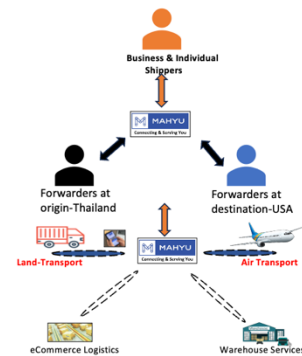 Business & Individual
Shippers
MAHYU
Connecting & Serving You
Forwarders at
origin-Thailand
Forwarders at
destination-USA
Land-Transport
MAHYU
Connecting & Serving You
Air Transport
eCommerce Logistics
Warehouse Services